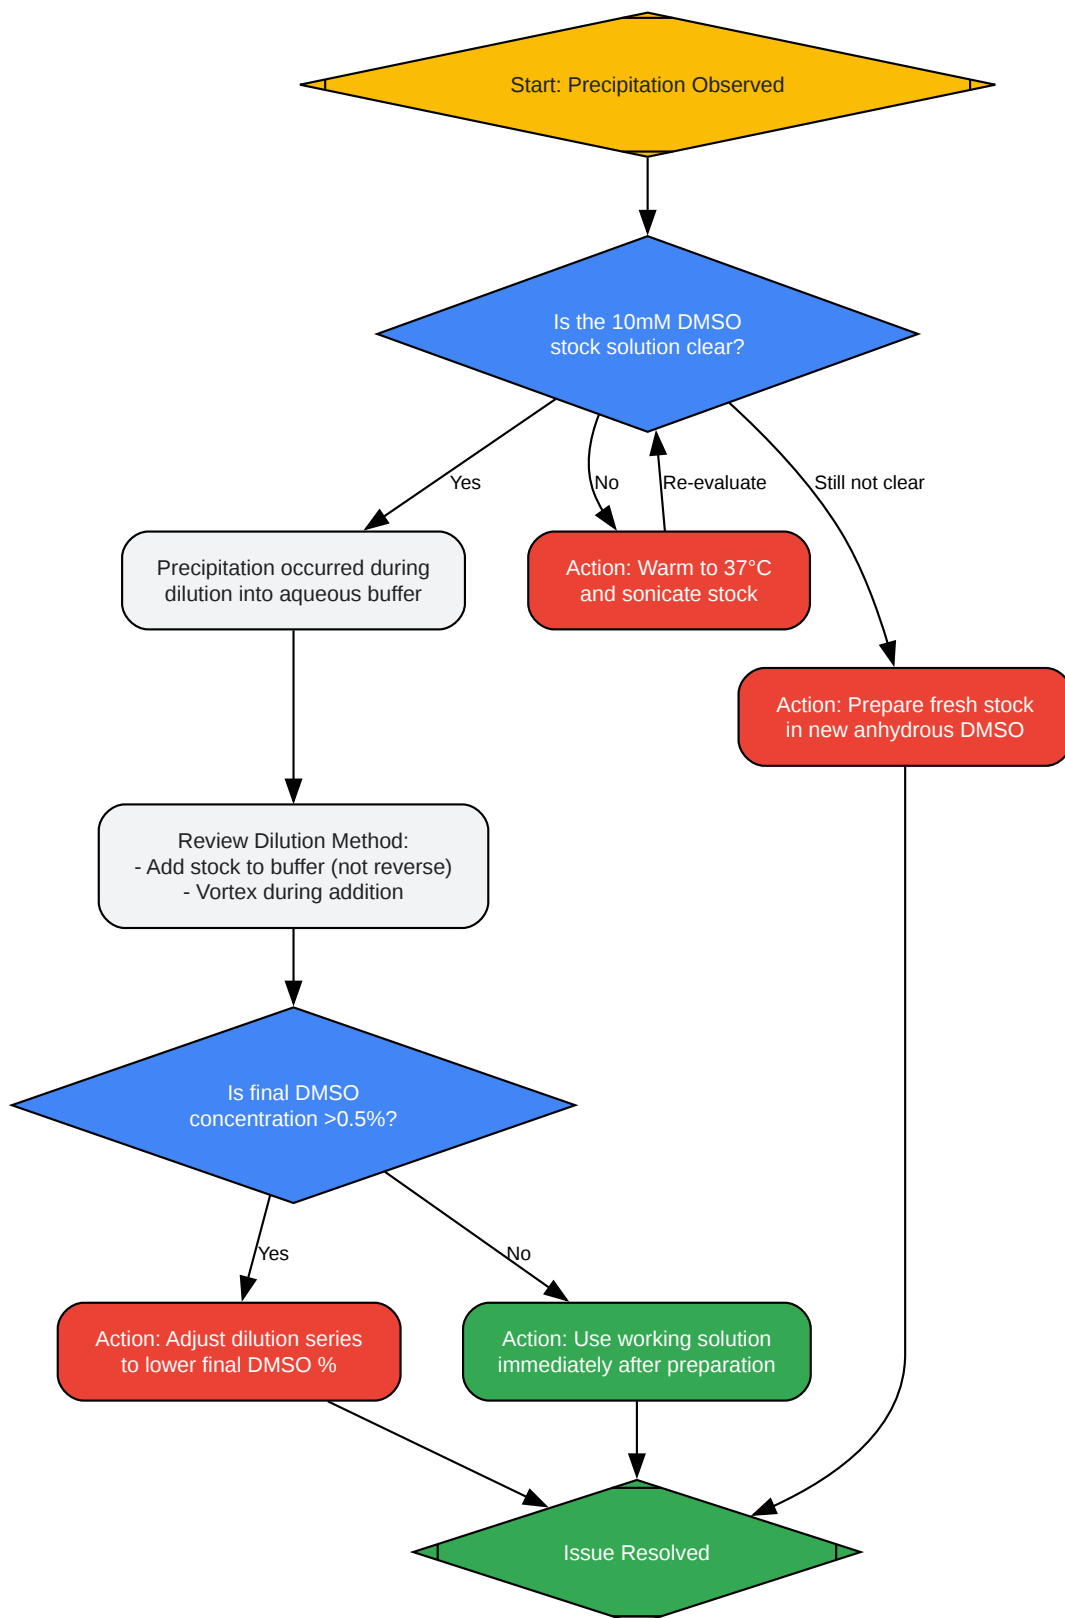 Start: Precipitation Observed
Is the 10mM DMSO
stock solution clear?
Yes
No
Re-evaluate
Still not clear
Precipitation occurred during
dilution into aqueous buffer
Action: Warm to 37°C
and sonicate stock
Action: Prepare fresh stock
in new anhydrous DMSO
Review Dilution Method:
- Add stock to buffer (not reverse)
- Vortex during addition
Is final DMSO
concentration >0.5%?
Yes
No
Action: Adjust dilution series
to lower final DMSO %
Action: Use working solution
immediately after preparation
Issue Resolved